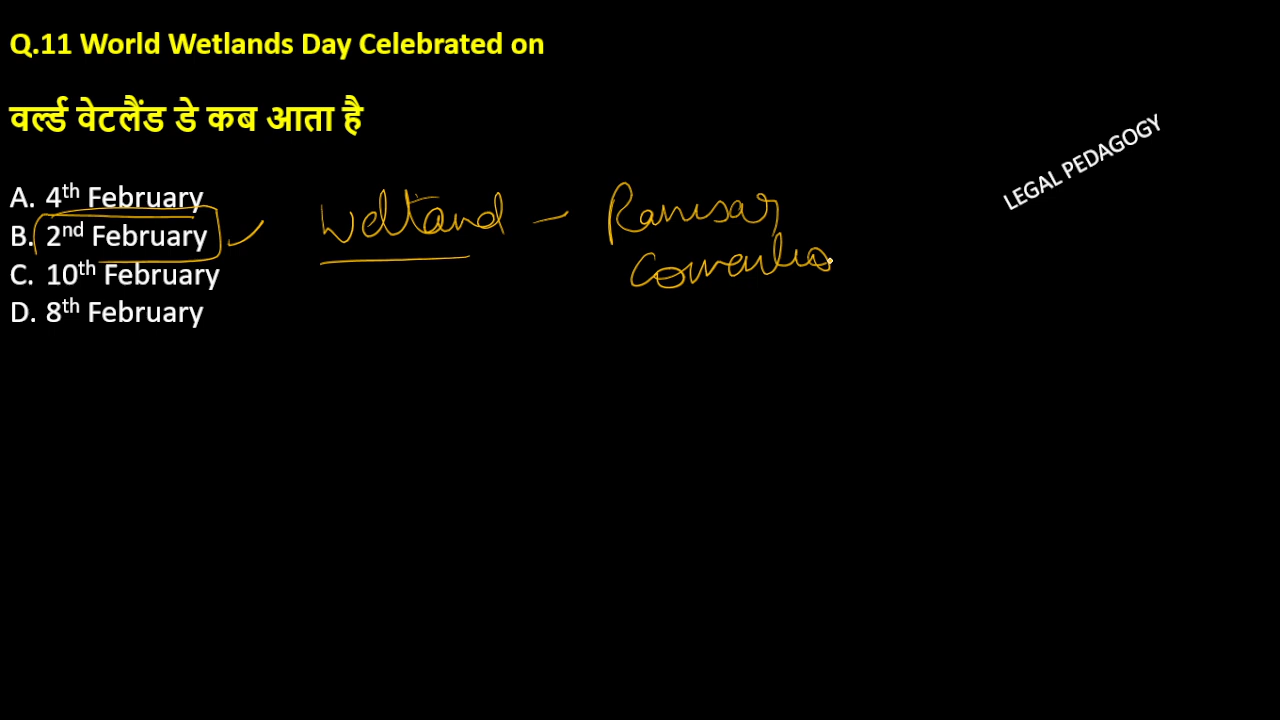 Q.11 World Wetlands Day Celebrated on
वर्ल्ड वेटलैंड डे कब आता है
LEGAL PEDAGOGY
A. 4th February
B. 2nd February
C. 10th February
D. 8th February
Wetland - Ramsar